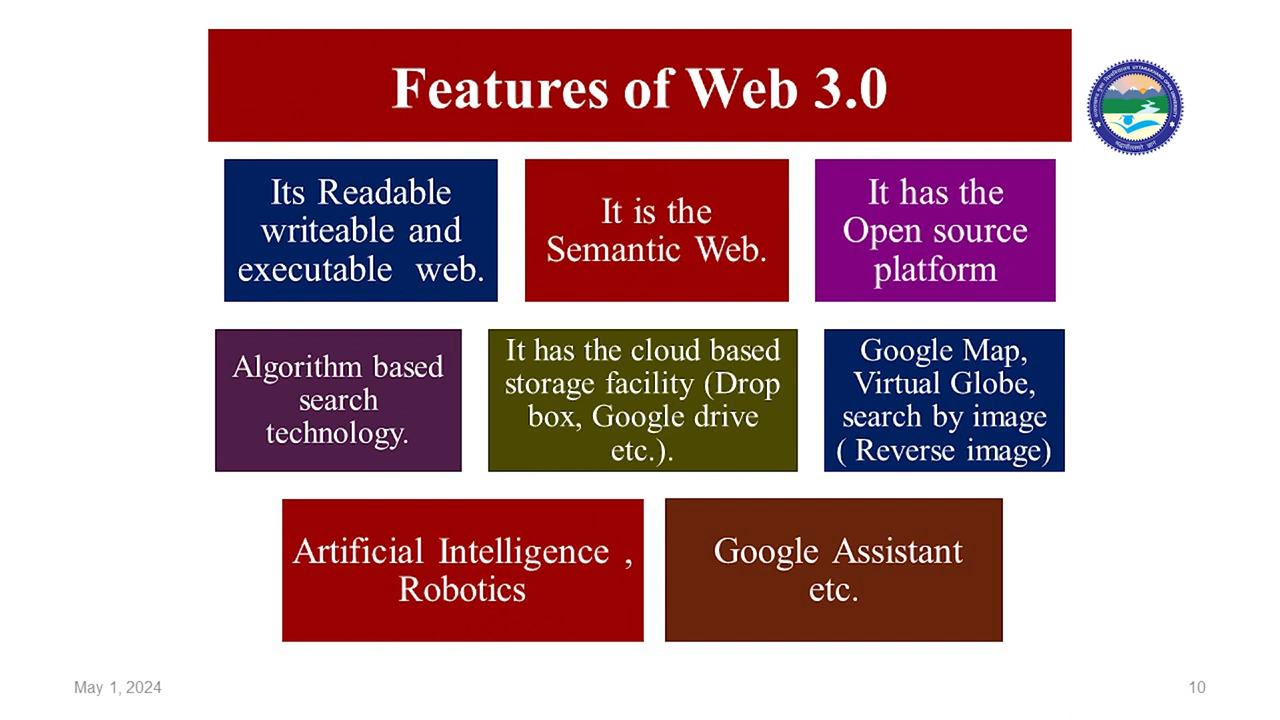 Features of Web 3.0
Its Readable
writeable and
executable web.
It is the
Semantic Web.
It has the
Open source
platform
Algorithm based
search
technology.
It has the cloud based
storage facility (Drop
box, Google drive
etc.).
Google Map,
Virtual Globe,
search by image
( Reverse image)
Artificial Intelligence ,
Robotics
Google Assistant
etc.
May 1, 2024
10